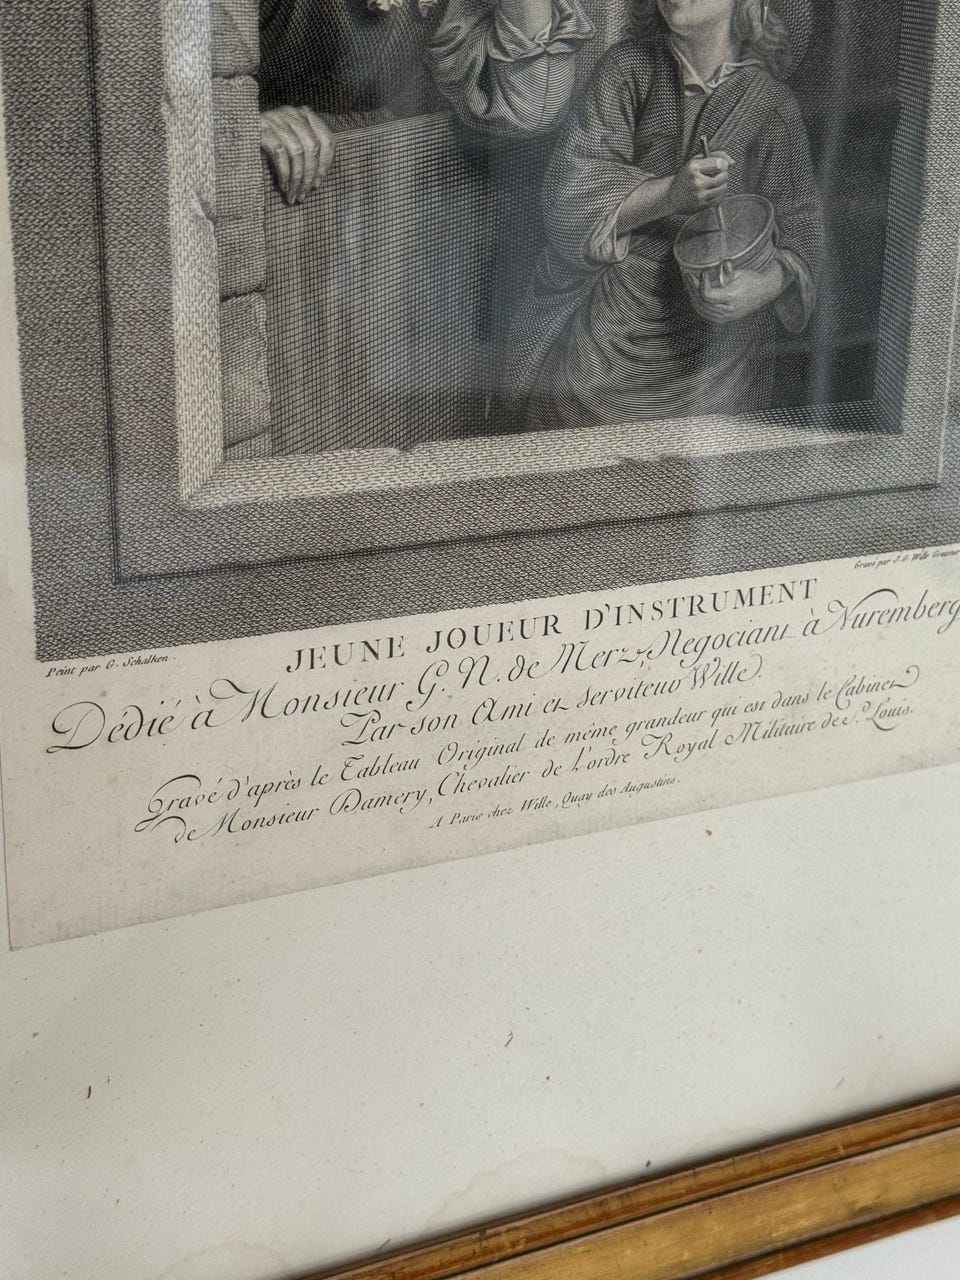 Peint par G. Schalken.
Gravé par J. G. Wille Graveur
JEUNE JOUEUR D'INSTRUMENT
Dédié à Monsieur G. N. de Merz, Negociant à Nuremberg
Par son Ami et Serviteur Wille.
Gravé d'après le Tableau Original de même grandeur qui est dans le Cabinet
de Monsieur Damery, Chevalier de l'ordre Royal Militaire de St. Louis.
A Paris chez Wille, Quay des Augustins.